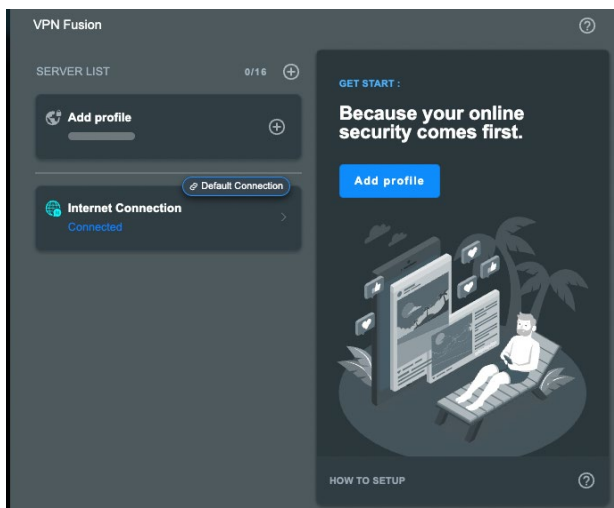 VPN Fusion
SERVER LIST 0/16
Add profile
Default Connection
Internet Connection
Connected
GET START :
Because your online
security comes first.
Add profile
HOW TO SETUP